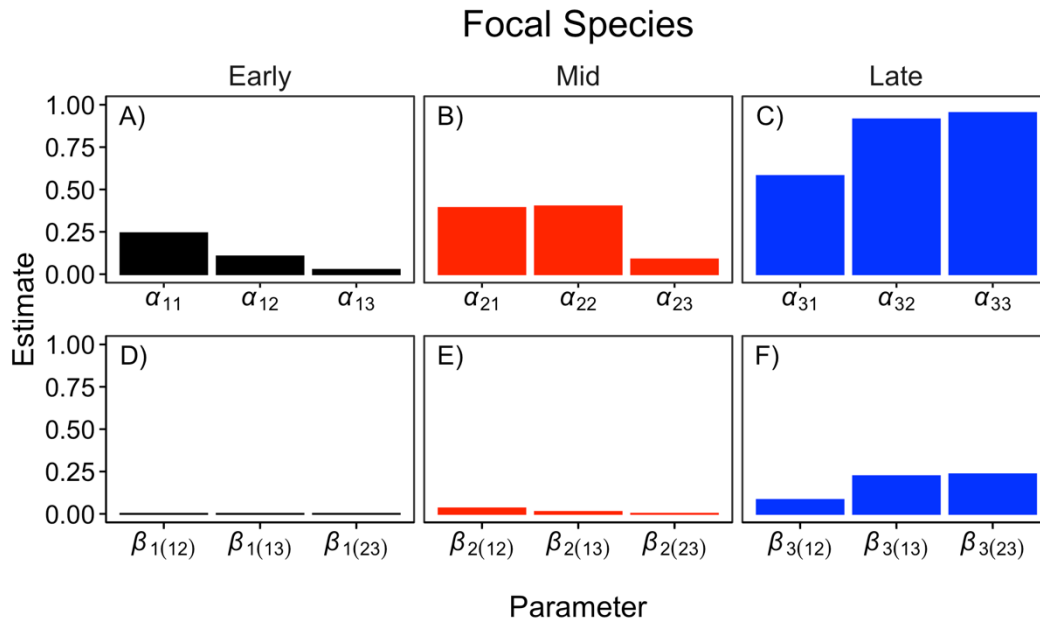 Focal Species
Early Mid Late
A) B) C)
1.00
0.75
0.50
0.25
0.00
α11 α12 α13 α21 α22 α23 α31 α32 α33
Estimate
D) E) F)
1.00
0.75
0.50
0.25
0.00
β1(12) β1(13) β1(23) β2(12) β2(13) β2(23) β3(12) β3(13) β3(23)
Parameter